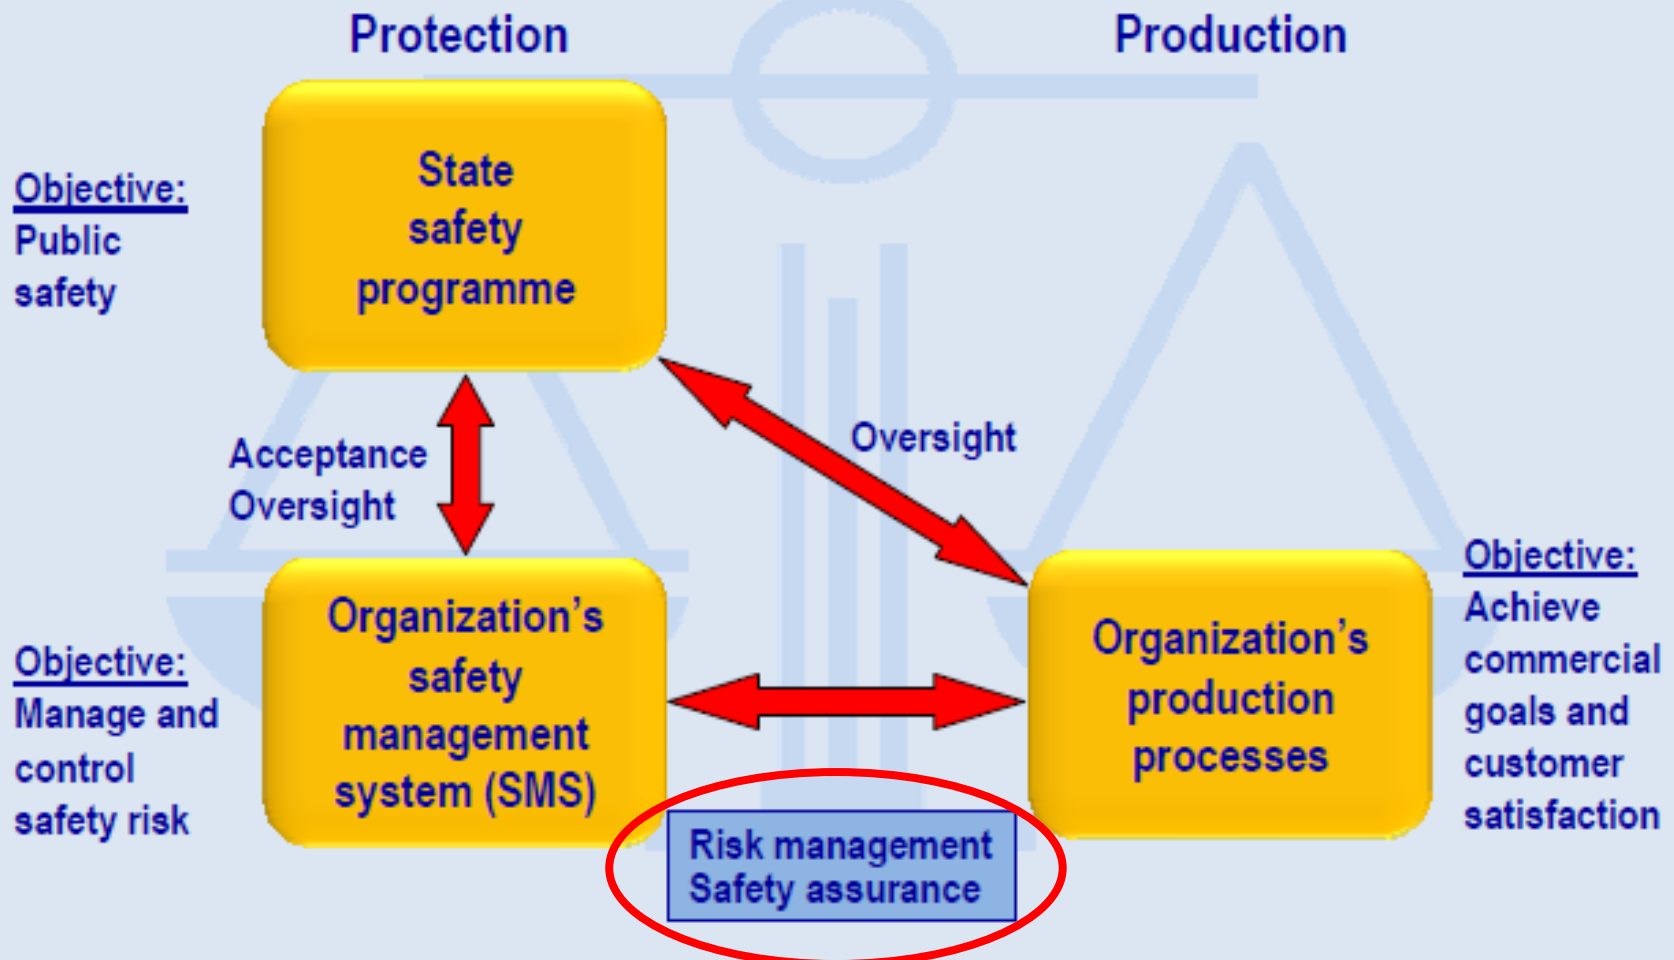 Protection
Production
State
safety
programme
Objective:
Public
safety
Acceptance
Oversight
Oversight
Organization’s
safety
management
system (SMS)
Objective:
Manage and
control
safety risk
Organization’s
production
processes
Objective:
Achieve
commercial
goals and
customer
satisfaction
Risk management
Safety assurance